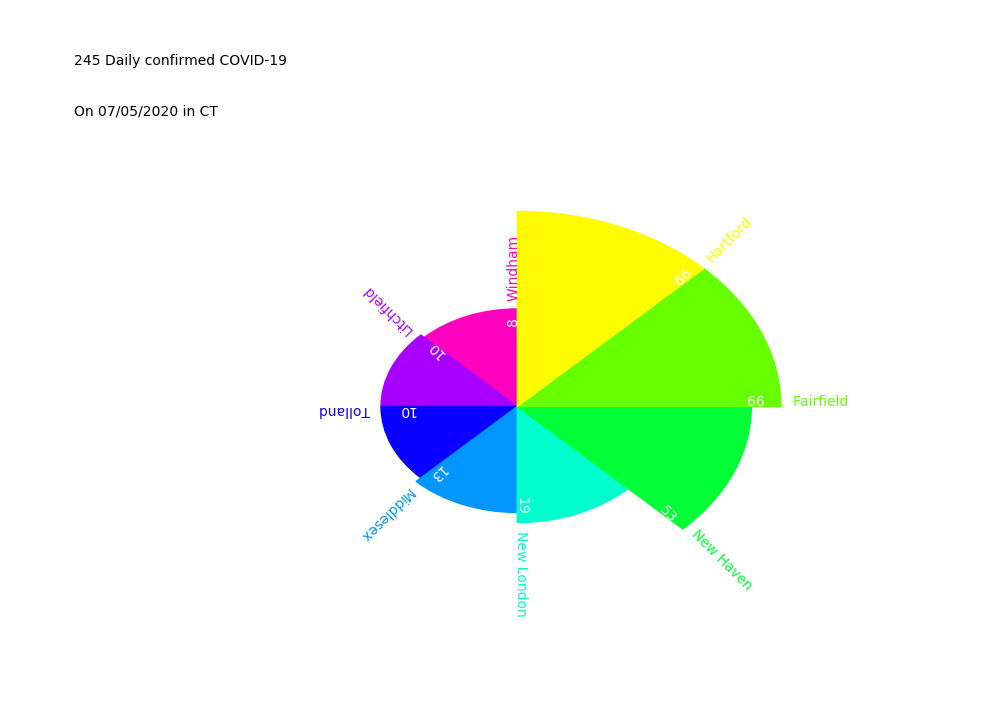 245 Daily confirmed COVID-19
On 07/05/2020 in CT
Hartford
66
Fairfield
66
New Haven
53
New London
19
Middlesex
13
Tolland
10
Litchfield
10
Windham
8